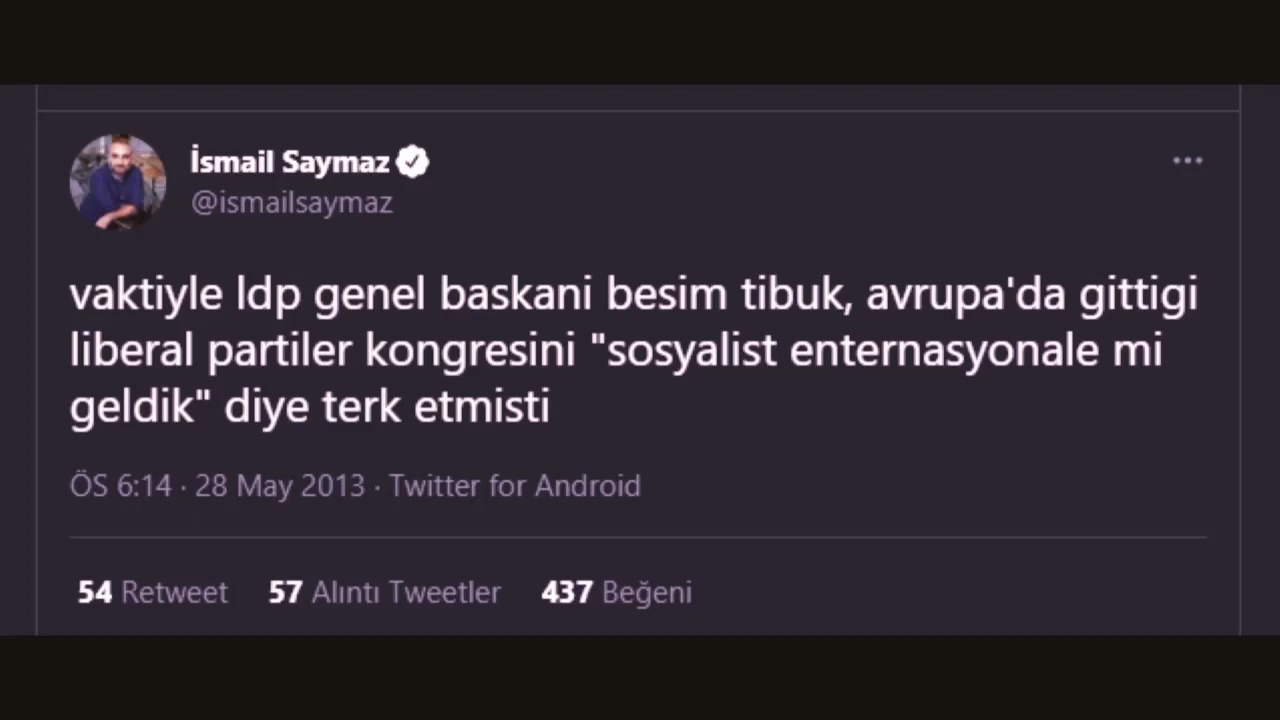 İsmail Saymaz
@ismailsaymaz
vaktiyle ldp genel baskani besim tibuk, avrupa'da gittigi
liberal partiler kongresini "sosyalist enternasyonale mi
geldik" diye terk etmisti
ÖS 6:14 · 28 May 2013 · Twitter for Android
54 Retweet 57 Alıntı Tweetler 437 Beğeni